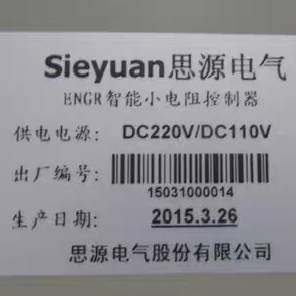 Sieyuan思源电气
ENGR智能小电阻控制器
供电电源: DC220V/DC110V
出厂编号:
15031000014
生产日期: 2015.3.26
思源电气股份有限公司